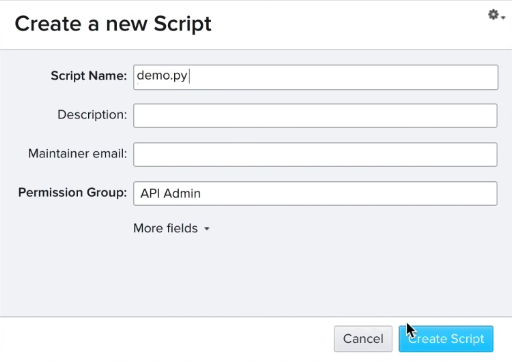 Create a new Script
Script Name: demo.py
Description:
Maintainer email:
Permission Group: API Admin
More fields
Cancel Create Script